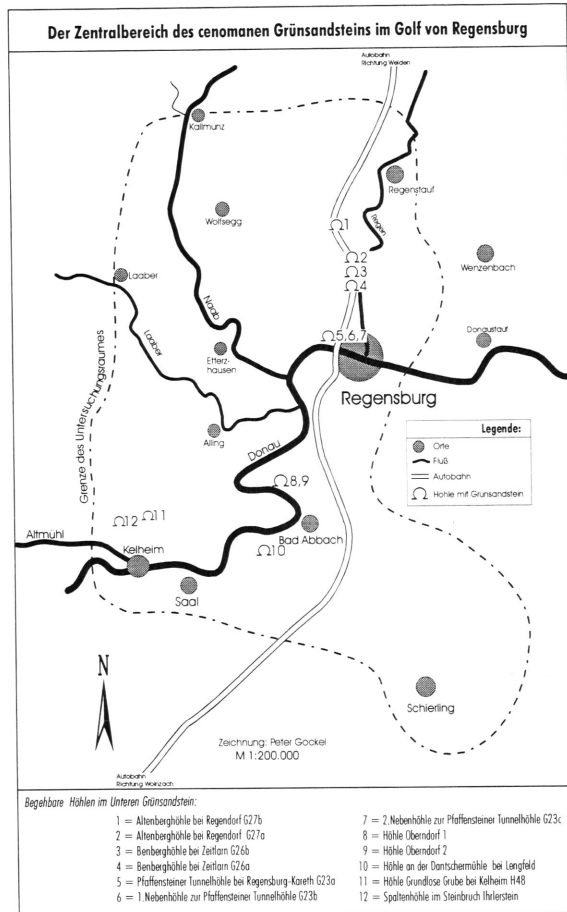 Der Zentralbereich des cenomanen Grünsandsteins im Golf von Regensburg
Autobahn
Richtung Weiden
Kallmünz
Regenstauf
Wolfsegg
Regen
Ω1
Ω2
Ω3
Ω4
Wenzenbach
Laaber
Naab
Laaber
Etterz-
hausen
Ω5,6,7
Donaustauf
Regensburg
Grenze des Untersuchungsraumes
Alling
Donau
Legende:
Orte
Fluß
Autobahn
Höhle mit Grünsandstein
Ω8,9
Ω12
Ω11
Altmühl
Bad Abbach
Ω10
Kelheim
Saal
N
Schierling
Zeichnung: Peter Gockel
M 1:200.000
Autobahn
Richtung Wolnzach
Begehbare Höhlen im Unteren Grünsandstein:
1 = Altenberghöhle bei Regendorf G27b
2 = Altenberghöhle bei Regendorf G27a
3 = Benberghöhle bei Zeitlarn G26b
4 = Benberghöhle bei Zeitlarn G26a
5 = Pfaffensteiner Tunnelhöhle bei Regensburg-Kareth G23a
6 = 1.Nebenhöhle zur Pfaffensteiner Tunnelhöhle G23b
7 = 2.Nebenhöhle zur Pfaffensteiner Tunnelhöhle G23c
8 = Höhle Oberndorf 1
9 = Höhle Oberndorf 2
10 = Höhle an der Dantschermühle bei Lengfeld
11 = Höhle Grundlose Grube bei Kelheim H48
12 = Spaltenhöhle im Steinbruch Ihrlerstein